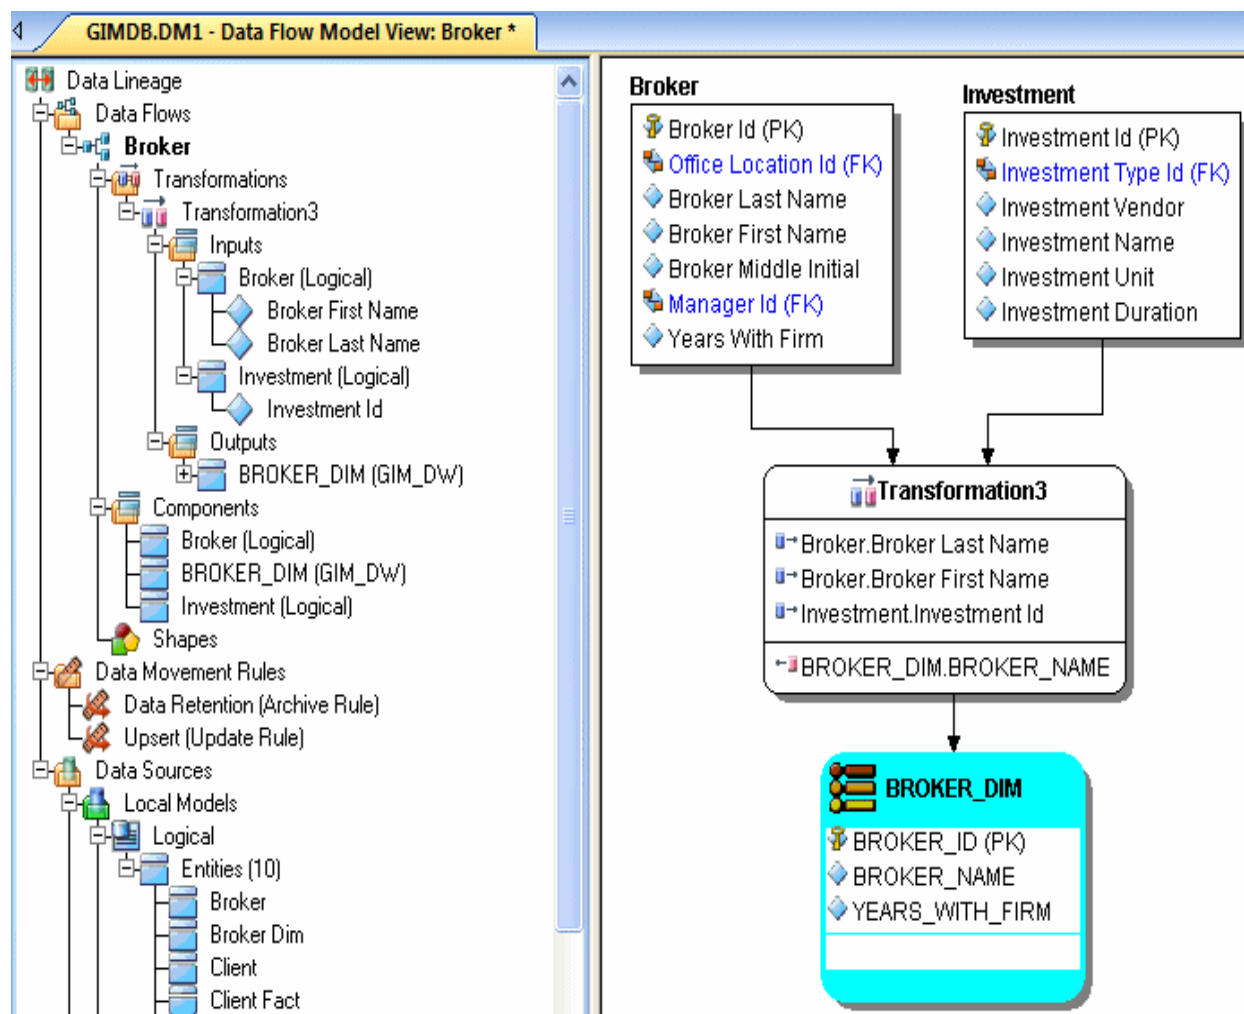 GIMDB.DM1 - Data Flow Model View: Broker *
Data Lineage
Data Flows
Broker
Transformations
Transformation3
Inputs
Broker (Logical)
Broker First Name
Broker Last Name
Investment (Logical)
Investment Id
Outputs
BROKER_DIM (GIM_DW)
Components
Broker (Logical)
BROKER_DIM (GIM_DW)
Investment (Logical)
Shapes
Data Movement Rules
Data Retention (Archive Rule)
Upsert (Update Rule)
Data Sources
Local Models
Logical
Entities (10)
Broker
Broker Dim
Client
Client Fact
Broker
Broker Id (PK)
Office Location Id (FK)
Broker Last Name
Broker First Name
Broker Middle Initial
Manager Id (FK)
Years With Firm
Investment
Investment Id (PK)
Investment Type Id (FK)
Investment Vendor
Investment Name
Investment Unit
Investment Duration
Transformation3
Broker.Broker Last Name
Broker.Broker First Name
Investment.Investment Id
BROKER_DIM.BROKER_NAME
BROKER_DIM
BROKER_ID (PK)
BROKER_NAME
YEARS_WITH_FIRM